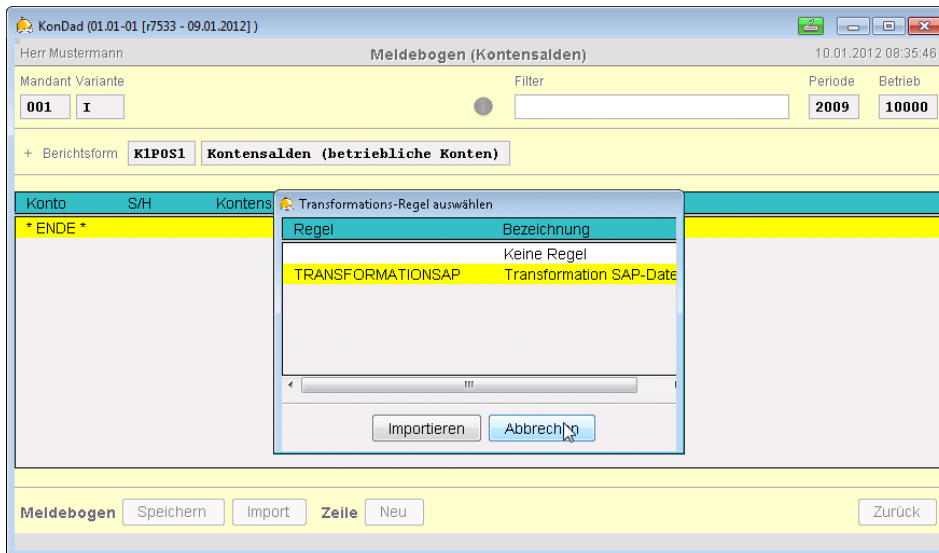 KonDad (01.01-01 [r7533 - 09.01.2012] )
Herr Mustermann Meldebogen (Kontensalden) 10.01.2012 08:35:46
Mandant Variante Filter Periode Betrieb
001 I 2009 10000
+ Berichtsform K1POS1 Kontensalden (betriebliche Konten)
Konto S/H Kontens
* ENDE *
Transformations-Regel auswählen
Regel Bezeichnung
Keine Regel
TRANSFORMATIONSAP Transformation SAP-Date
Importieren Abbrechen
Meldebogen Speichern Import Zeile Neu Zurück